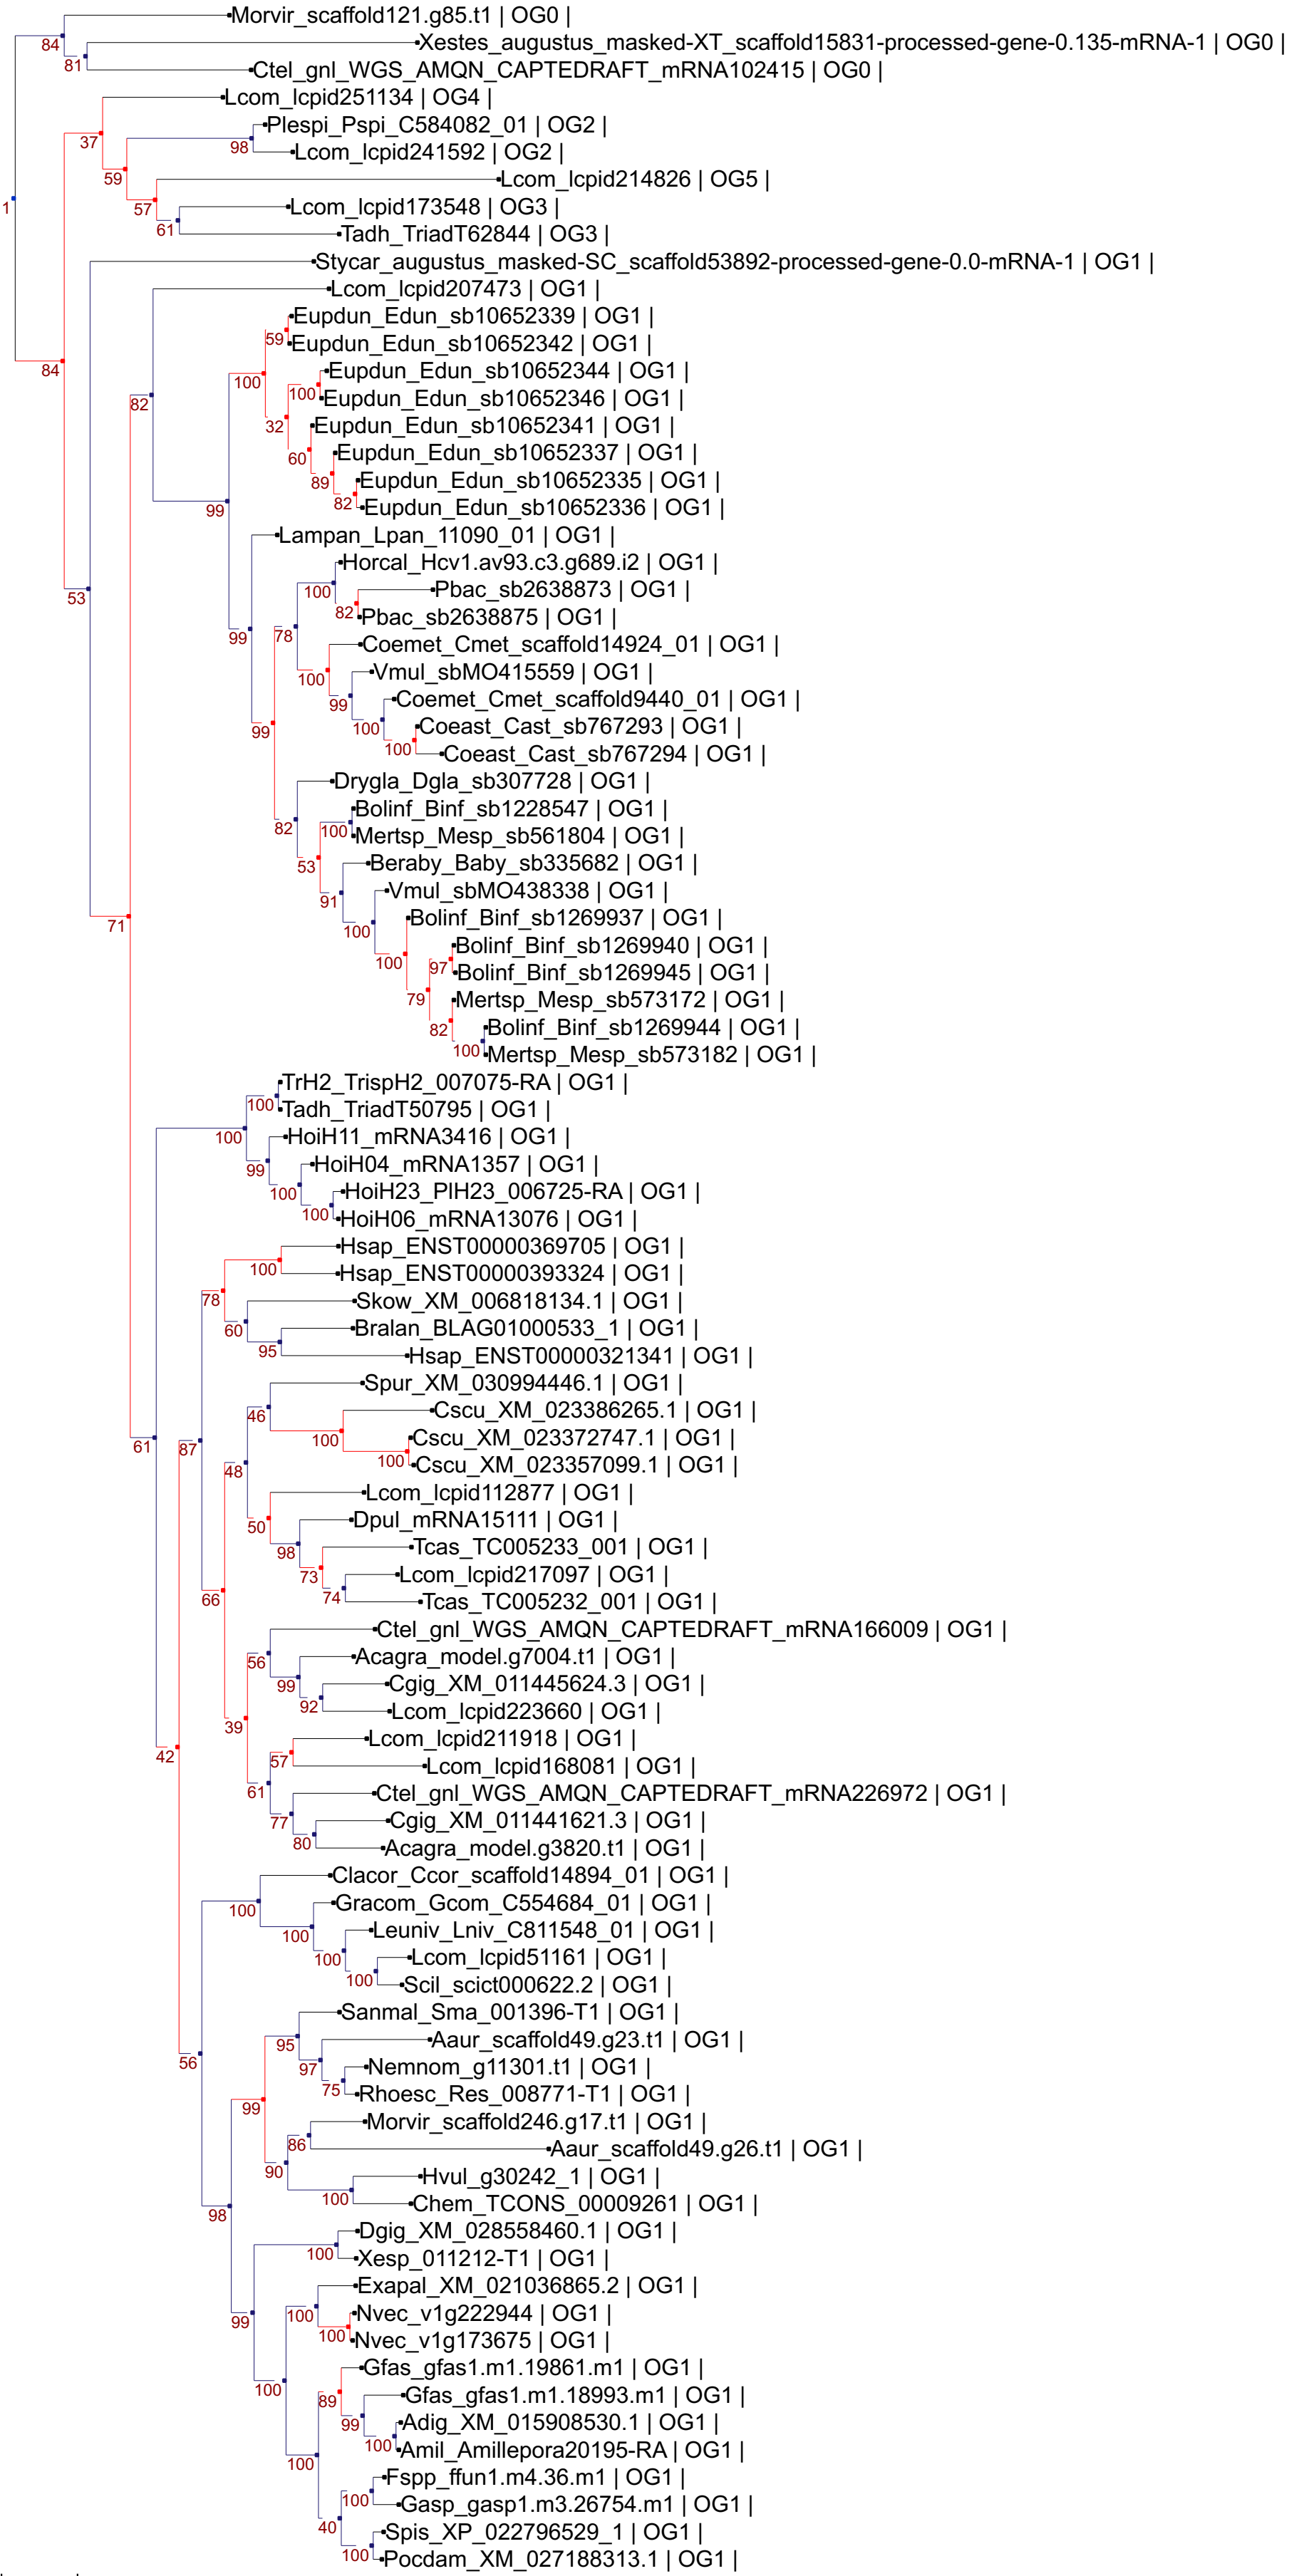 Morvir_scaffold121.g85.t1 | OG0 |
84
Xestes_augustus_masked-XT_scaffold15831-processed-gene-0.135-mRNA-1 | OG0 |
81
Ctel_gnl_WGS_AMQN_CAPTEDRAFT_mRNA102415 | OG0 |
Lcom_lcpid251134 | OG4 |
Plespi_Pspi_C584082_01 | OG2 |
37
98
Lcom_lcpid241592 | OG2 |
59
Lcom_lcpid214826 | OG5 |
57
Lcom_lcpid173548 | OG3 |
1
61
Tadh_TriadT62844 | OG3 |
Stycar_augustus_masked-SC_scaffold53892-processed-gene-0.0-mRNA-1 | OG1 |
Lcom_lcpid207473 | OG1 |
Eupdun_Edun_sb10652339 | OG1 |
59
Eupdun_Edun_sb10652342 | OG1 |
84
Eupdun_Edun_sb10652344 | OG1 |
100
100
Eupdun_Edun_sb10652346 | OG1 |
82
32
Eupdun_Edun_sb10652341 | OG1 |
60
Eupdun_Edun_sb10652337 | OG1 |
89
Eupdun_Edun_sb10652335 | OG1 |
82
99
Eupdun_Edun_sb10652336 | OG1 |
Lampan_Lpan_11090_01 | OG1 |
Horcal_Hcv1.av93.c3.g689.i2 | OG1 |
100
53
Pbac_sb2638873 | OG1 |
82
Pbac_sb2638875 | OG1 |
99
78
Coemet_Cmet_scaffold14924_01 | OG1 |
100
Vmul_sbMO415559 | OG1 |
99
Coemet_Cmet_scaffold9440_01 | OG1 |
100
Coeast_Cast_sb767293 | OG1 |
99
100
Coeast_Cast_sb767294 | OG1 |
Drygla_Dgla_sb307728 | OG1 |
Bolinf_Binf_sb1228547 | OG1 |
82
100
Mertsp_Mesp_sb561804 | OG1 |
53
Beraby_Baby_sb335682 | OG1 |
91
Vmul_sbMO438338 | OG1 |
71
100
Bolinf_Binf_sb1269937 | OG1 |
Bolinf_Binf_sb1269940 | OG1 |
100
97
Bolinf_Binf_sb1269945 | OG1 |
79
Mertsp_Mesp_sb573172 | OG1 |
82
Bolinf_Binf_sb1269944 | OG1 |
100
Mertsp_Mesp_sb573182 | OG1 |
TrH2_TrispH2_007075-RA | OG1 |
100
Tadh_TriadT50795 | OG1 |
100
HoiH11_mRNA3416 | OG1 |
99
HoiH04_mRNA1357 | OG1 |
100
HoiH23_PlH23_006725-RA | OG1 |
100
HoiH06_mRNA13076 | OG1 |
Hsap_ENST00000369705 | OG1 |
100
Hsap_ENST00000393324 | OG1 |
78
Skow_XM_006818134.1 | OG1 |
60
Bralan_BLAG01000533_1 | OG1 |
95
Hsap_ENST00000321341 | OG1 |
Spur_XM_030994446.1 | OG1 |
46
Cscu_XM_023386265.1 | OG1 |
61
87
100
Cscu_XM_023372747.1 | OG1 |
100
Cscu_XM_023357099.1 | OG1 |
48
Lcom_lcpid112877 | OG1 |
50
Dpul_mRNA15111 | OG1 |
98
Tcas_TC005233_001 | OG1 |
73
Lcom_lcpid217097 | OG1 |
66
74
Tcas_TC005232_001 | OG1 |
Ctel_gnl_WGS_AMQN_CAPTEDRAFT_mRNA166009 | OG1 |
56
Acagra_model.g7004.t1 | OG1 |
99
Cgig_XM_011445624.3 | OG1 |
92
Lcom_lcpid223660 | OG1 |
39
Lcom_lcpid211918 | OG1 |
42
57
Lcom_lcpid168081 | OG1 |
61
Ctel_gnl_WGS_AMQN_CAPTEDRAFT_mRNA226972 | OG1 |
77
Cgig_XM_011441621.3 | OG1 |
80
Acagra_model.g3820.t1 | OG1 |
Clacor_Ccor_scaffold14894_01 | OG1 |
100
Gracom_Gcom_C554684_01 | OG1 |
100
Leuniv_Lniv_C811548_01 | OG1 |
100
Lcom_lcpid51161 | OG1 |
100
Scil_scict000622.2 | OG1 |
Sanmal_Sma_001396-T1 | OG1 |
95
Aaur_scaffold49.g23.t1 | OG1 |
56
97
Nemnom_g11301.t1 | OG1 |
75
Rhoesc_Res_008771-T1 | OG1 |
99
Morvir_scaffold246.g17.t1 | OG1 |
86
Aaur_scaffold49.g26.t1 | OG1 |
90
Hvul_g30242_1 | OG1 |
100
Chem_TCONS_00009261 | OG1 |
98
Dgig_XM_028558460.1 | OG1 |
100
Xesp_011212-T1 | OG1 |
Exapal_XM_021036865.2 | OG1 |
99
100
Nvec_v1g222944 | OG1 |
100
Nvec_v1g173675 | OG1 |
Gfas_gfas1.m1.19861.m1 | OG1 |
100
89
Gfas_gfas1.m1.18993.m1 | OG1 |
99
Adig_XM_015908530.1 | OG1 |
100
Amil_Amillepora20195-RA | OG1 |
100
Fspp_ffun1.m4.36.m1 | OG1 |
100
Gasp_gasp1.m3.26754.m1 | OG1 |
40
Spis_XP_022796529_1 | OG1 |
100
Pocdam_XM_027188313.1 | OG1 |